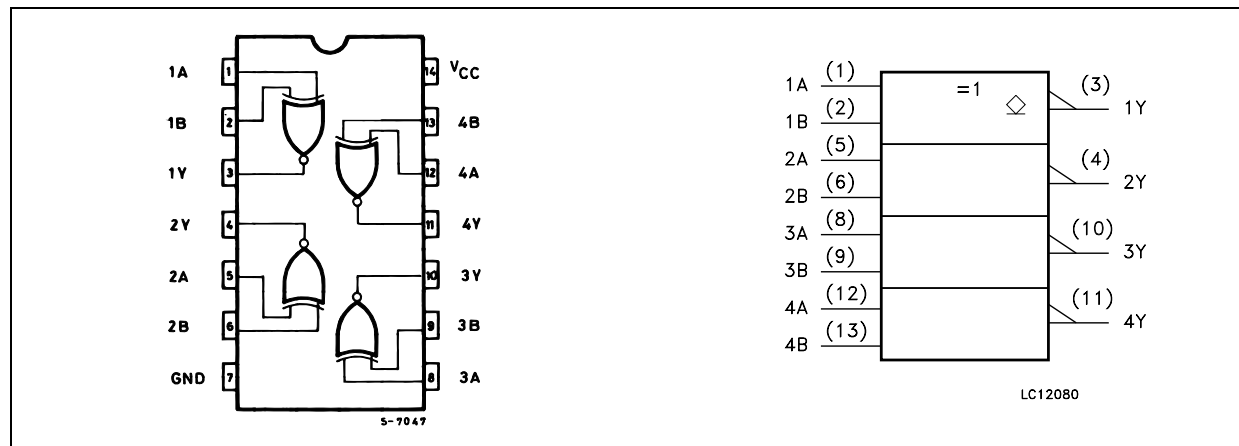 1A 1 14 VCC
1B 2 13 4B
1Y 3 12 4A
2Y 4 11 4Y
2A 5 10 3Y
2B 6 9 3B
GND 7 8 3A
S-7047
1A (1) =1 (3) 1Y
1B (2)
2A (5) (4) 2Y
2B (6)
3A (8) (10) 3Y
3B (9)
4A (12) (11) 4Y
4B (13)
LC12080